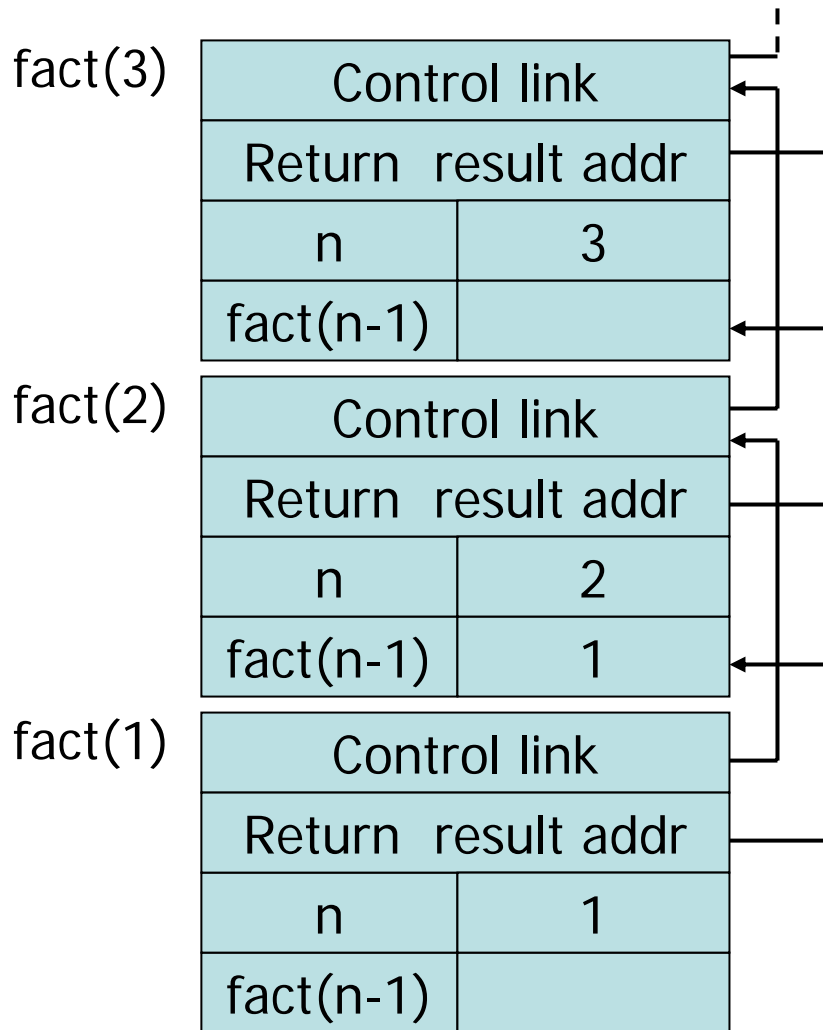 fact(3)
Control link
Return result addr
n 3
fact(n-1)
fact(2)
Control link
Return result addr
n 2
fact(n-1) 1
fact(1)
Control link
Return result addr
n 1
fact(n-1)